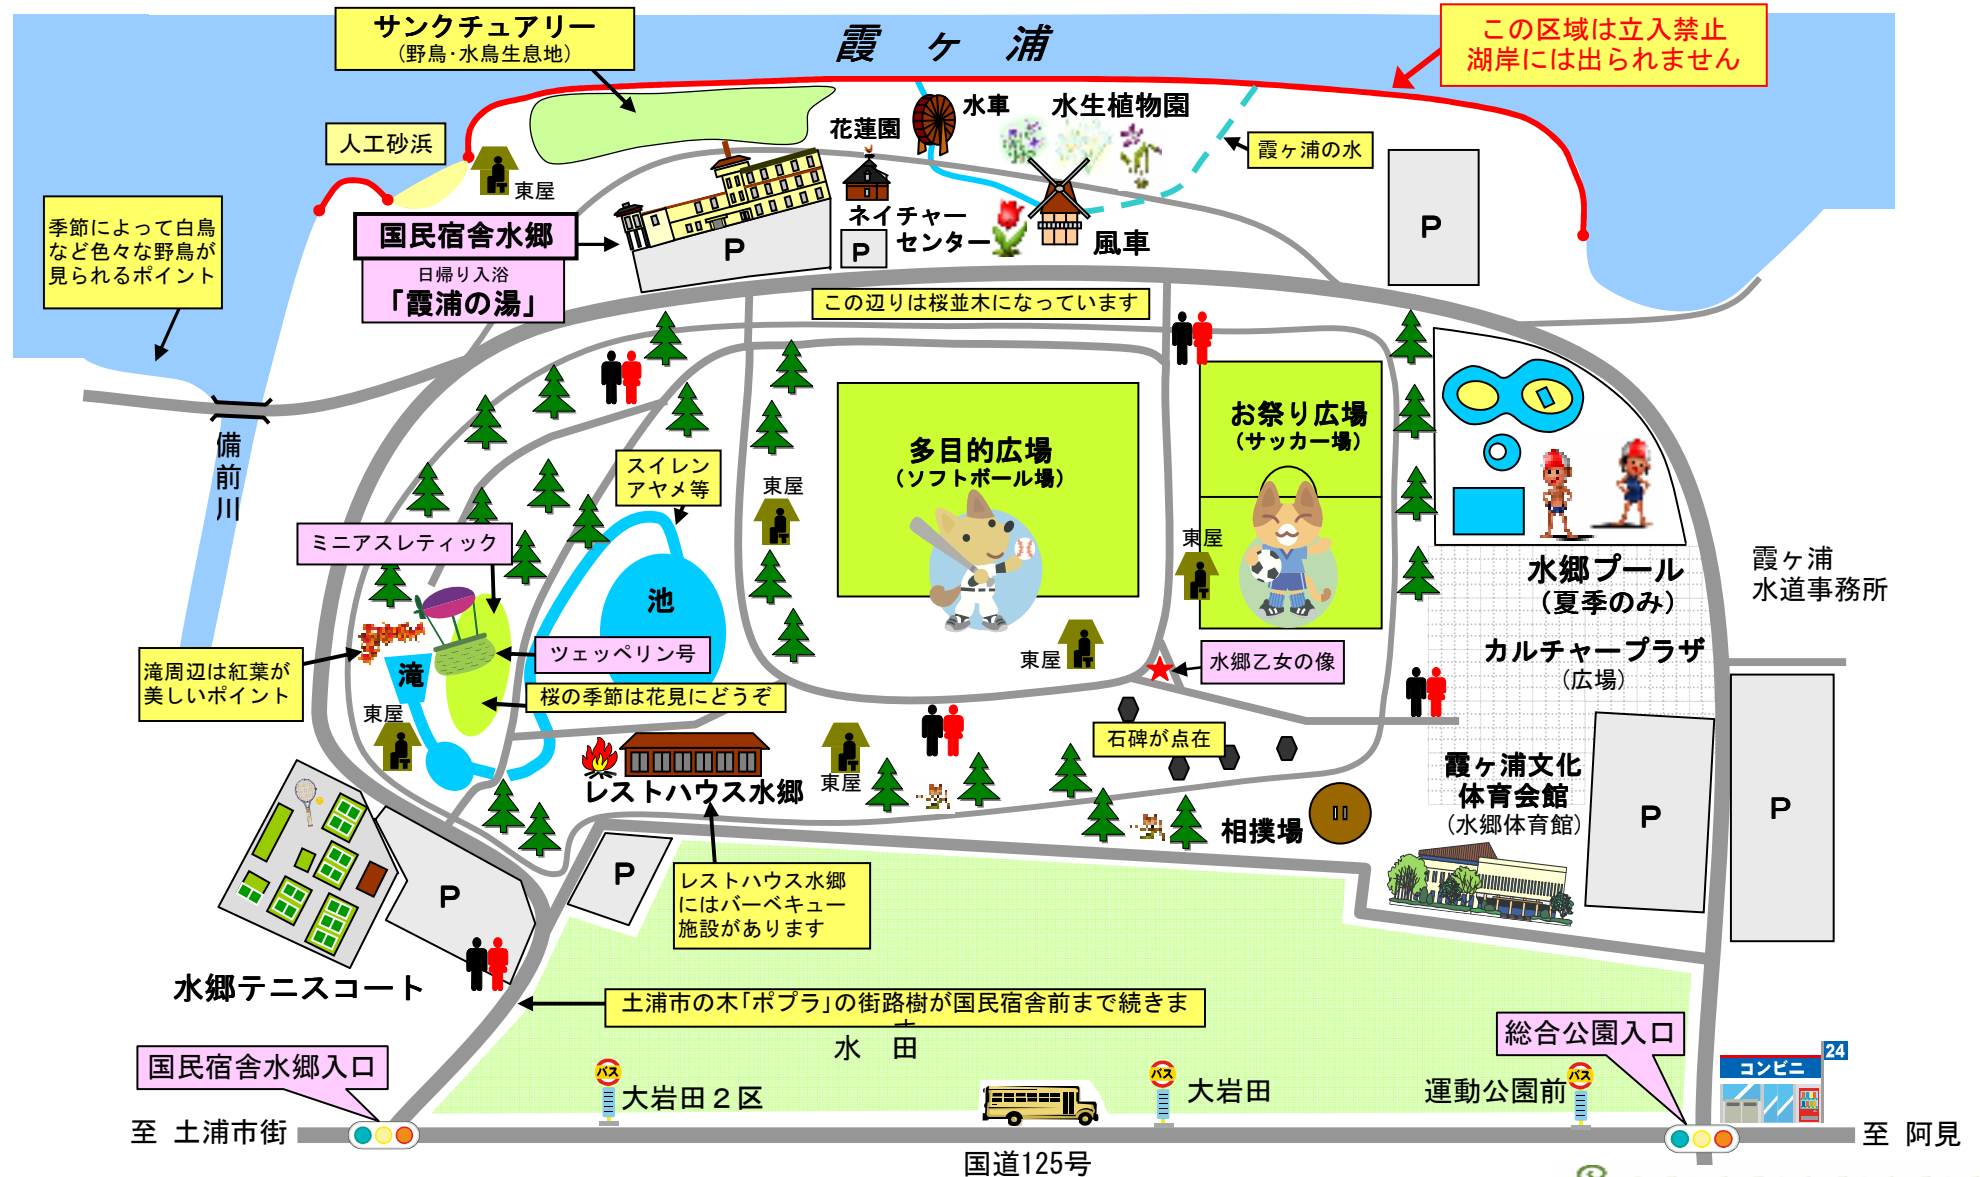 サンクチュアリー
(野鳥･水鳥生息地)
霞ヶ浦
この区域は立入禁止
湖岸には出られません
人工砂浜
東屋
花蓮園
水車
水生植物園
霞ヶ浦の水
季節によって白鳥
など色々な野鳥が
見られるポイント
国民宿舎水郷
日帰り入浴
「霞浦の湯」
P
ネイチャー
センター
P
風車
P
この辺りは桜並木になっています
備前川
スイレン
アヤメ等
ミニアスレティック
池
東屋
多目的広場
(ソフトボール場)
お祭り広場
(サッカー場)
東屋
水郷プール
(夏季のみ)
霞ヶ浦
水道事務所
滝周辺は紅葉が
美しいポイント
滝
ツェッペリン号
桜の季節は花見にどうぞ
東屋
東屋
水郷乙女の像
カルチャープラザ
(広場)
石碑が点在
東屋
レストハウス水郷
相撲場
霞ヶ浦文化
体育会館
(水郷体育館)
P
P
P
P
レストハウス水郷
にはバーベキュー
施設があります
水郷テニスコート
土浦市の木｢ポプラ｣の街路樹が国民宿舎前まで続きま
水　田
国民宿舎水郷入口
総合公園入口
バス
大岩田２区
バス
大岩田
運動公園前
バス
コンビニ
24
至 土浦市街
至 阿見
国道125号